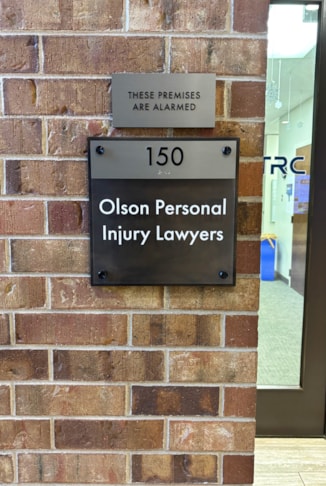 THESE PREMISES
ARE ALARMED
150
Olson Personal
Injury Lawyers
TRC